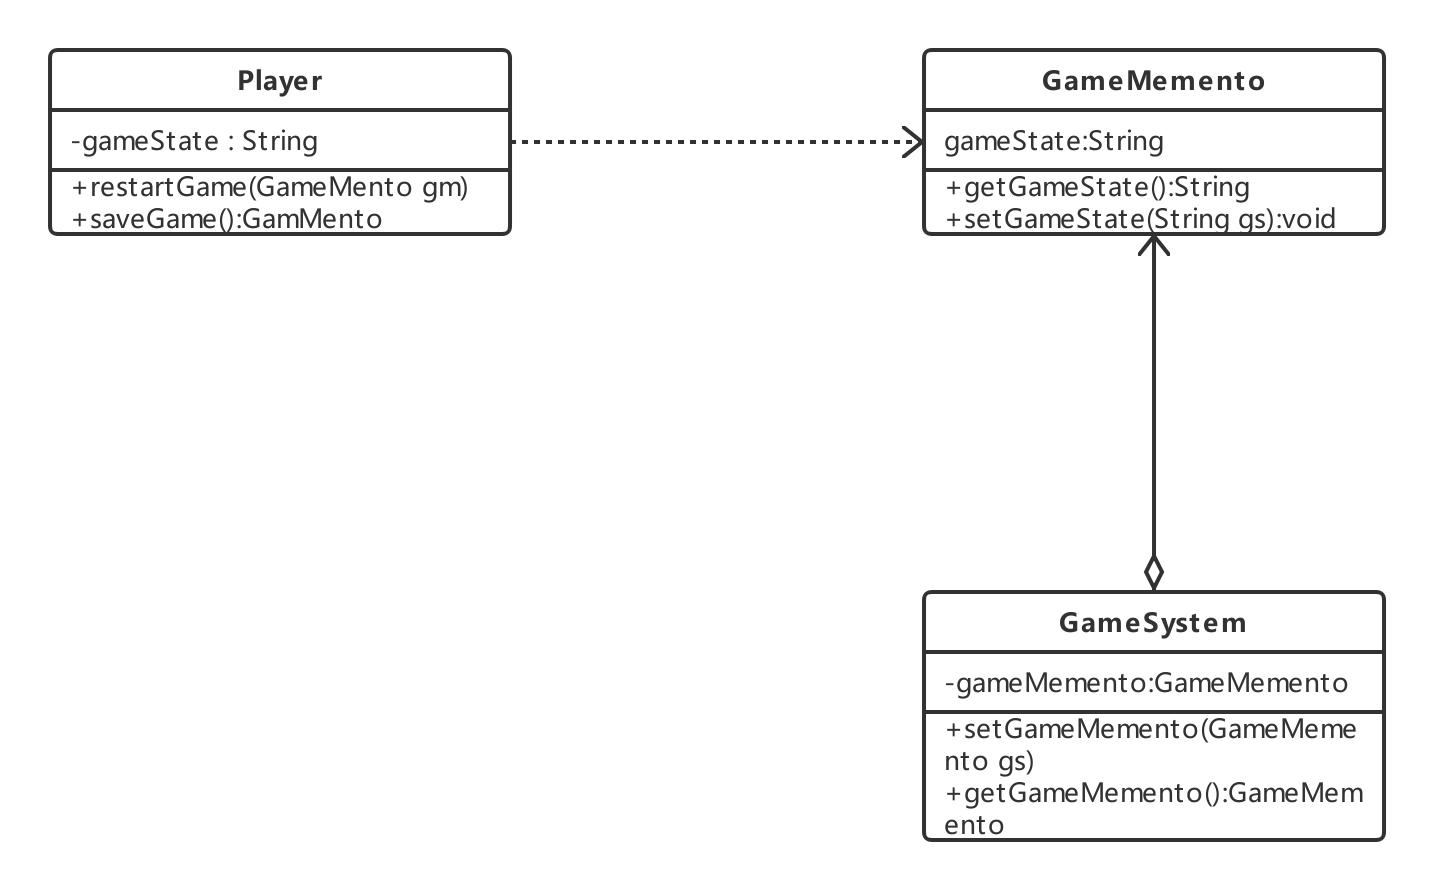 Player
-gameState : String
+restartGame(GameMento gm)
+saveGame():GamMento
GameMemento
gameState:String
+getGameState():String
+setGameState(String gs):void
GameSystem
-gameMemento:GameMemento
+setGameMemento(GameMeme
nto gs)
+getGameMemento():GameMem
ento